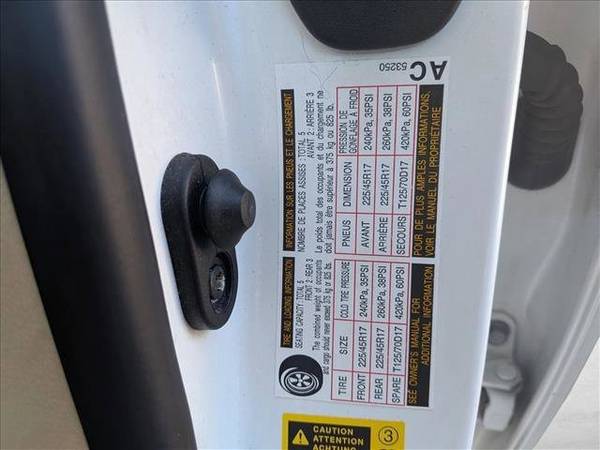 AC
53250
TIRE AND LOADING INFORMATION
SEATING CAPACITY : TOTAL 5
FRONT 2 : REAR 3
The combined weight of occupants
and cargo should never exceed 375 kg or 825 lbs.
TIRE SIZE COLD TIRE PRESSURE
FRONT 225/45R17 240kPa, 35PSI
REAR 225/45R17 260kPa, 38PSI
SPARE T125/70D17 420kPa, 60PSI
SEE OWNER'S MANUAL FOR
ADDITIONAL INFORMATION
INFORMATION SUR LES PNEUS ET LE CHARGEMENT
NOMBRE DE PLACES ASSISES : TOTAL 5
AVANT 2 : ARRIÈRE 3
Le poids total des occupants et du chargement ne
doit jamais être supérieur à 375 kg ou 825 lb.
PNEUS DIMENSION PRESSION DE
GONFLAGE À FROID
AVANT 225/45R17 240kPa, 35PSI
ARRIÈRE 225/45R17 260kPa, 38PSI
SECOURS T125/70D17 420kPa, 60PSI
POUR DE PLUS AMPLES INFORMATIONS,
VOIR LE MANUEL DU PROPRIÉTAIRE
CAUTION
ATTENTION
ACHTUNG
3